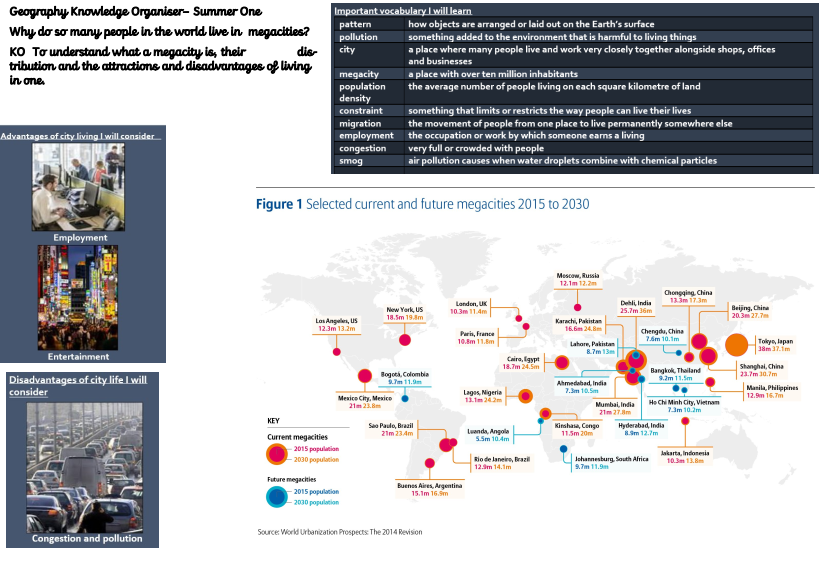 Geography Knowledge Organiser– Summer One
Why do so many people in the world live in megacities?
KO To understand what a megacity is, their dis-
tribution and the attractions and disadvantages of living
in one.
Important vocabulary I will learn
pattern how objects are arranged or laid out on the Earth's surface
pollution something added to the environment that is harmful to living things
city a place where many people live and work very closely together alongside shops, offices
and businesses
megacity a place with over ten million inhabitants
population the average number of people living on each square kilometre of land
density
constraint something that limits or restricts the way people can live their lives
migration the movement of people from one place to live permanently somewhere else
employment the occupation or work by which someone earns a living
congestion very full or crowded with people
smog air pollution causes when water droplets combine with chemical particles
Advantages of city living I will consider
Employment
Entertainment
Disadvantages of city life I will
consider
Congestion and pollution
Figure 1 Selected current and future megacities 2015 to 2030
Moscow, Russia
12.1m 12.2m
Los Angeles, US
12.3m 13.2m
New York, US
18.5m 19.8m
London, UK
10.3m 11.4m
Paris, France
10.8m 11.8m
Dehli, India
25.7m 36m
Chongqing, China
13.3m 17.3m
Beijing, China
20.3m 27.7m
Karachi, Pakistan
16.6m 24.8m
Chengdu, China
7.6m 10.1m
Lahore, Pakistan
8.7m 13m
Tokyo, Japan
38m 37.1m
Cairo, Egypt
18.7m 24.5m
Bogotá, Colombia
9.7m 11.9m
Ahmedabad, India
7.3m 10.5m
Bangkok, Thailand
9.2m 11.5m
Shanghai, China
23.7m 30.7m
Mexico City, Mexico
21m 23.8m
Lagos, Nigeria
13.1m 24.2m
Mumbai, India
21m 27.8m
Ho Chi Minh City, Vietnam
7.3m 10.2m
Manila, Philippines
12.9m 16.7m
Sao Paulo, Brazil
21m 23.4m
Luanda, Angola
5.5m 10.4m
Kinshasa, Congo
11.5m 20m
Hyderabad, India
8.9m 12.7m
Rio de Janeiro, Brazil
12.9m 14.1m
Johannesburg, South Africa
9.7m 11.9m
Jakarta, Indonesia
10.3m 13.8m
Buenos Aires, Argentina
15.1m 16.9m
KEY
Current megacities
2015 population
2030 population
Future megacities
2015 population
2030 population
Source: World Urbanization Prospects: The 2014 Revision